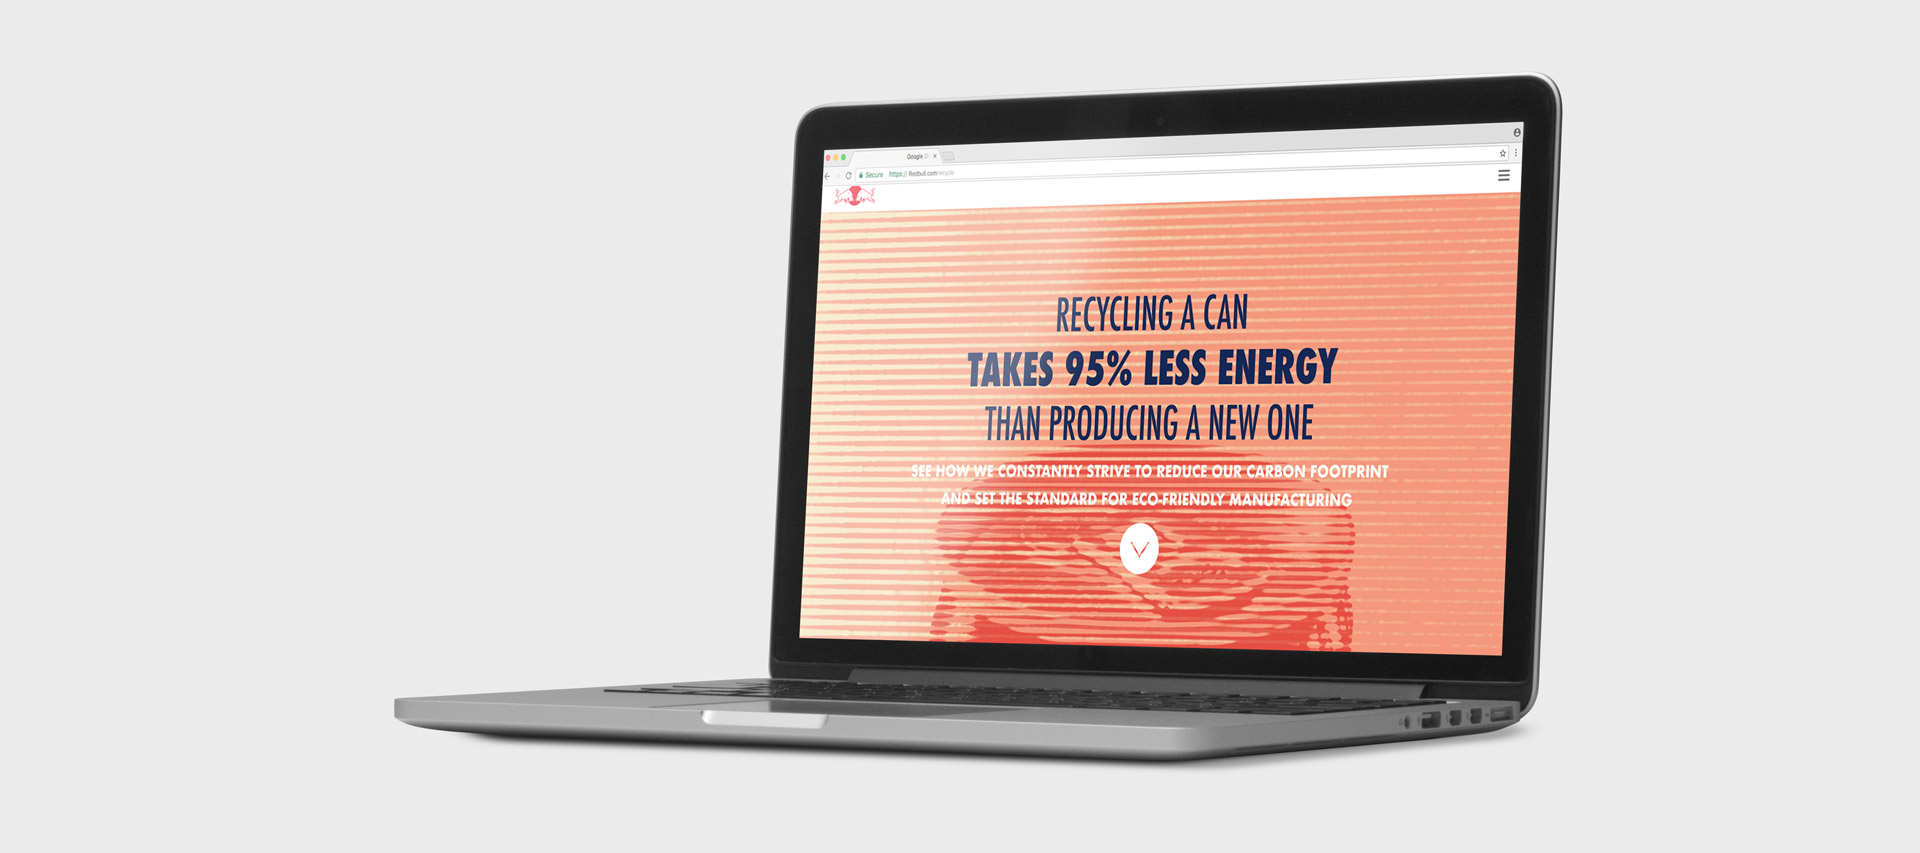 Google D
Secure https:// Redbull.com/recycle
RECYCLING A CAN
TAKES 95% LESS ENERGY
THAN PRODUCING A NEW ONE
SEE HOW WE CONSTANTLY STRIVE TO REDUCE OUR CARBON FOOTPRINT
AND SET THE STANDARD FOR ECO-FRIENDLY MANUFACTURING